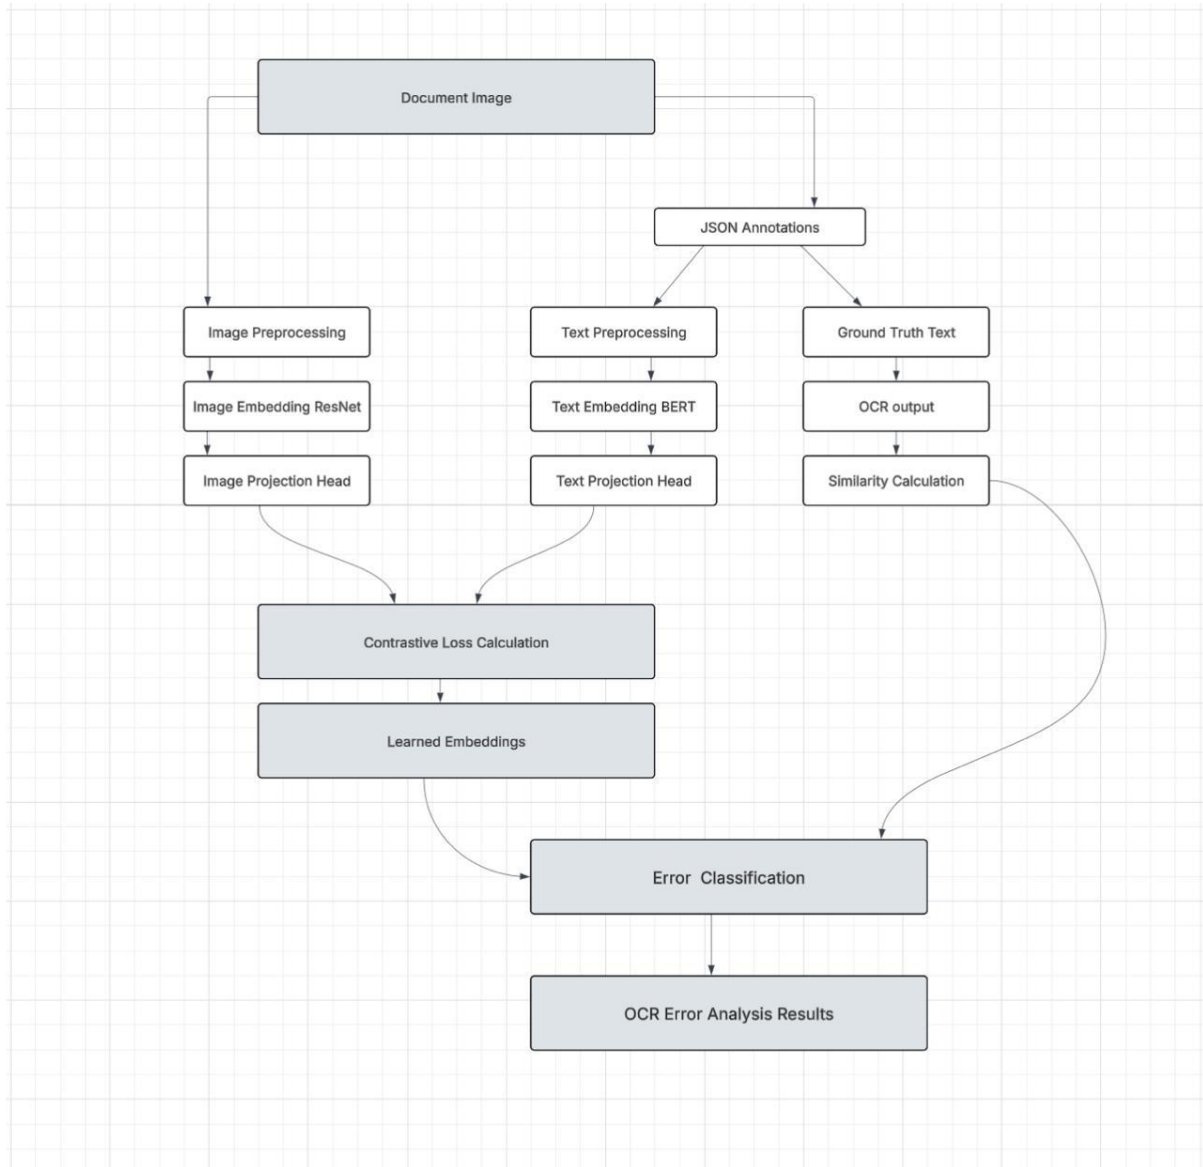 Document Image
JSON Annotations
Image Preprocessing
Text Preprocessing
Ground Truth Text
Image Embedding ResNet
Text Embedding BERT
OCR output
Image Projection Head
Text Projection Head
Similarity Calculation
Contrastive Loss Calculation
Learned Embeddings
Error Classification
OCR Error Analysis Results